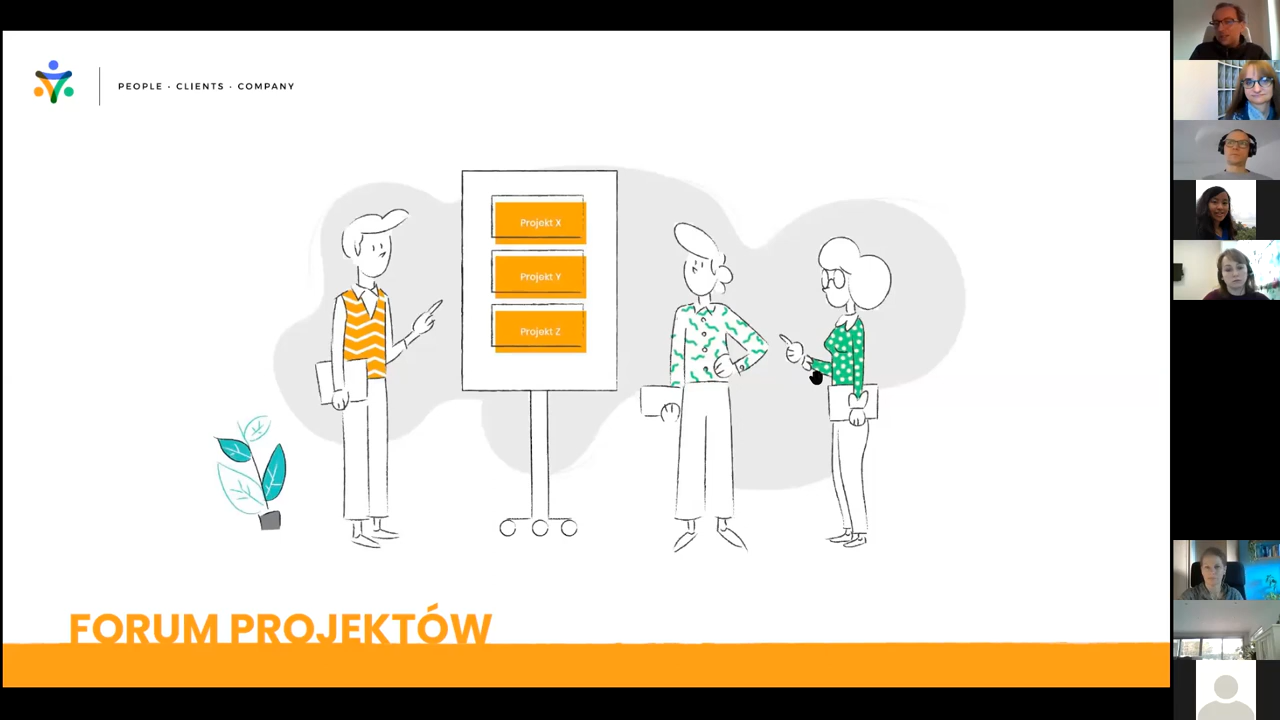 PEOPLE · CLIENTS · COMPANY
Projekt X
Projekt Y
Projekt Z
FORUM PROJEKTÓW